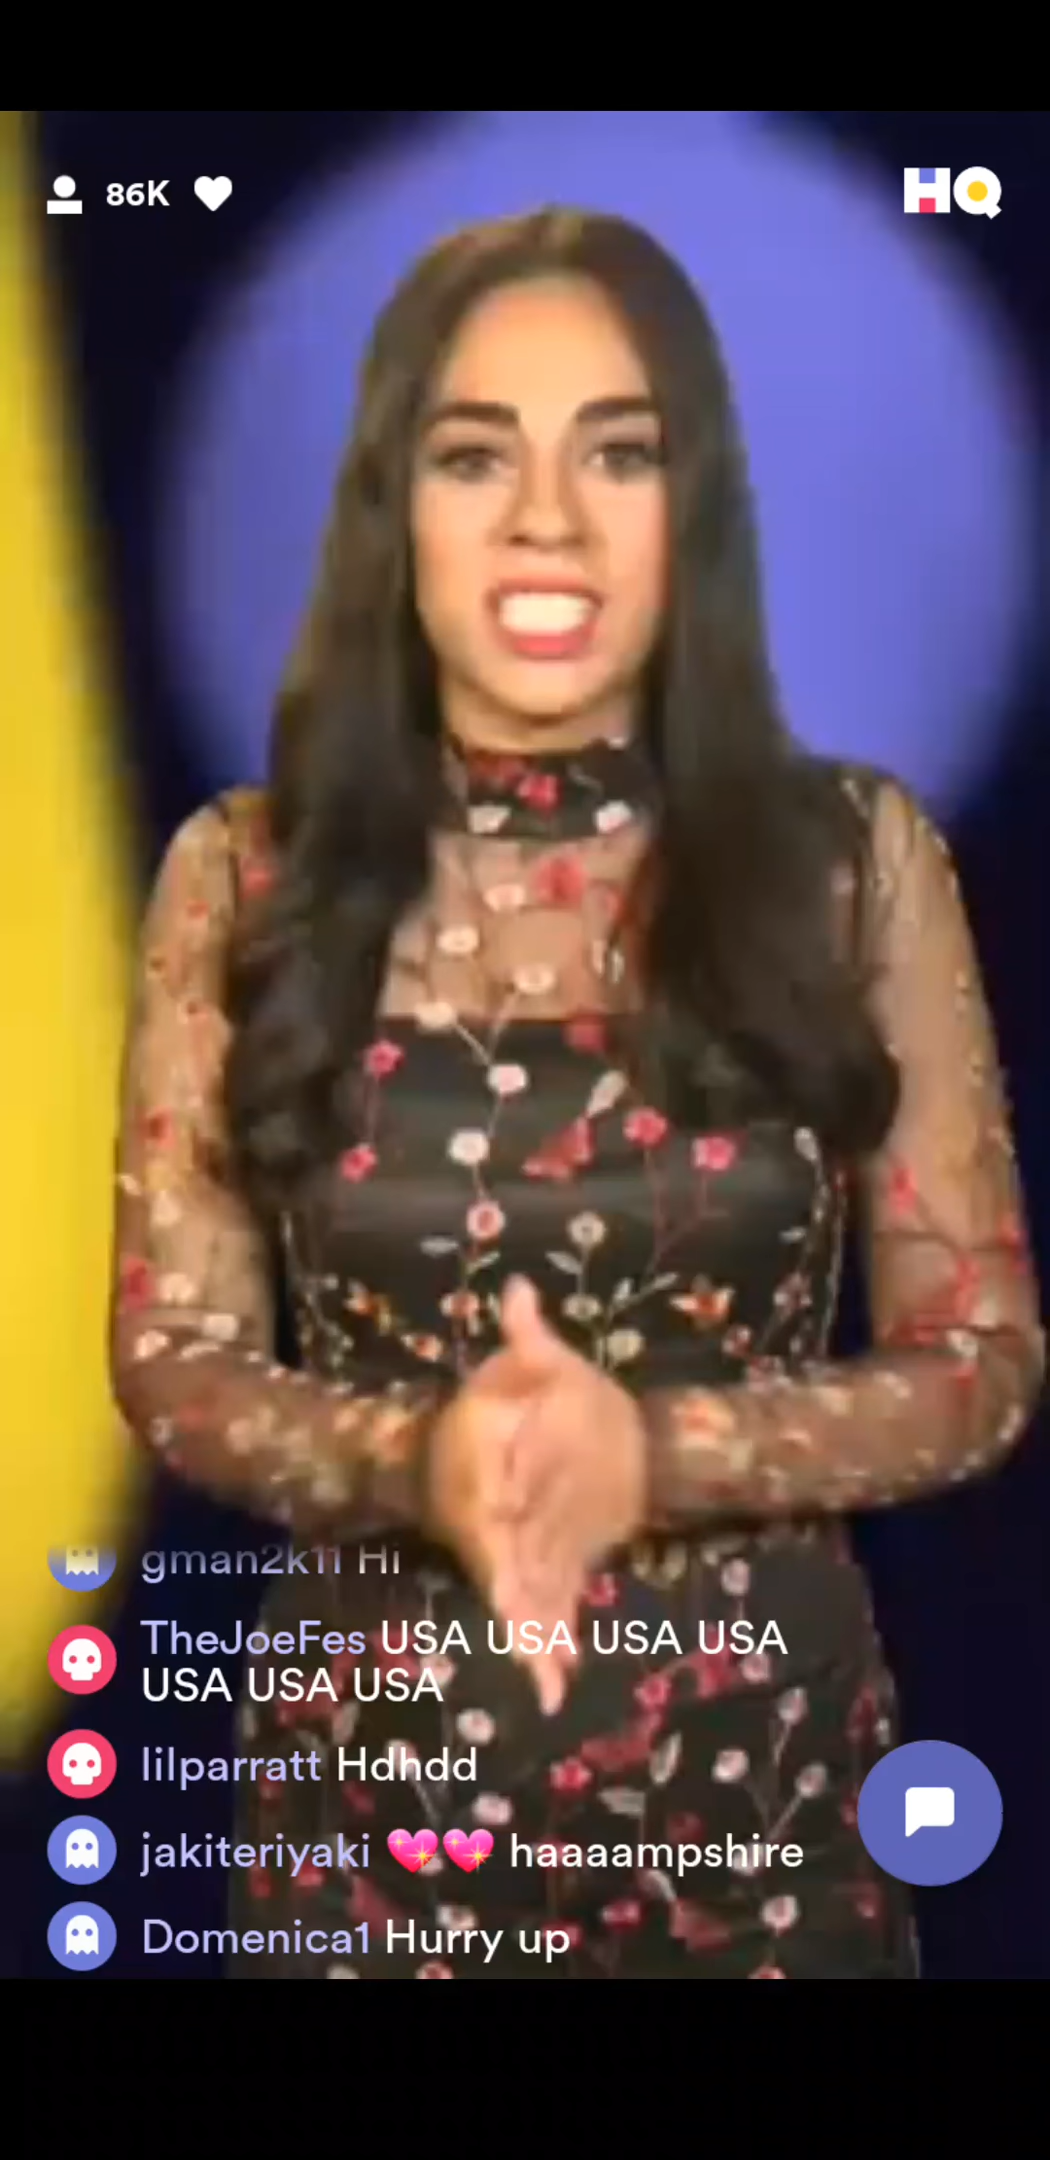 86K
HQ
gman2k11 Hi
TheJoeFes USA USA USA USA
USA USA USA
lilparratt Hdhdd
jakiteriyaki 💖💖 haaaampshire
Domenica1 Hurry up